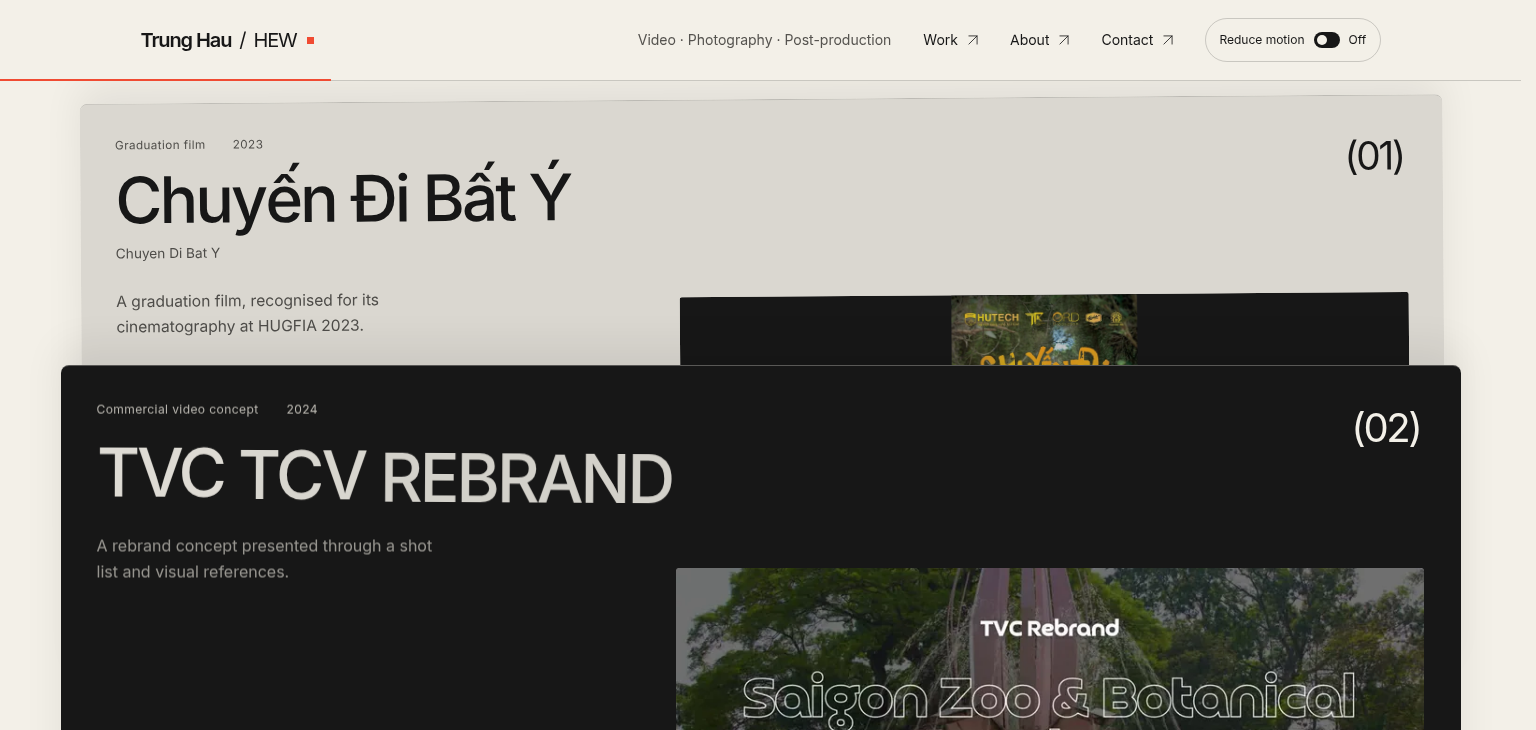 Trung Hau / HEW
Video · Photography · Post-production
Work
About
Contact
Reduce motion
Off
Graduation film 2023
(01)
Chuyến Đi Bất Ý
Chuyen Di Bat Y
A graduation film, recognised for its
cinematography at HUGFIA 2023.
HUTECH
Commercial video concept 2024
(02)
TVC TCV REBRAND
A rebrand concept presented through a shot
list and visual references.
TVC Rebrand
Saigon Zoo & Botanical